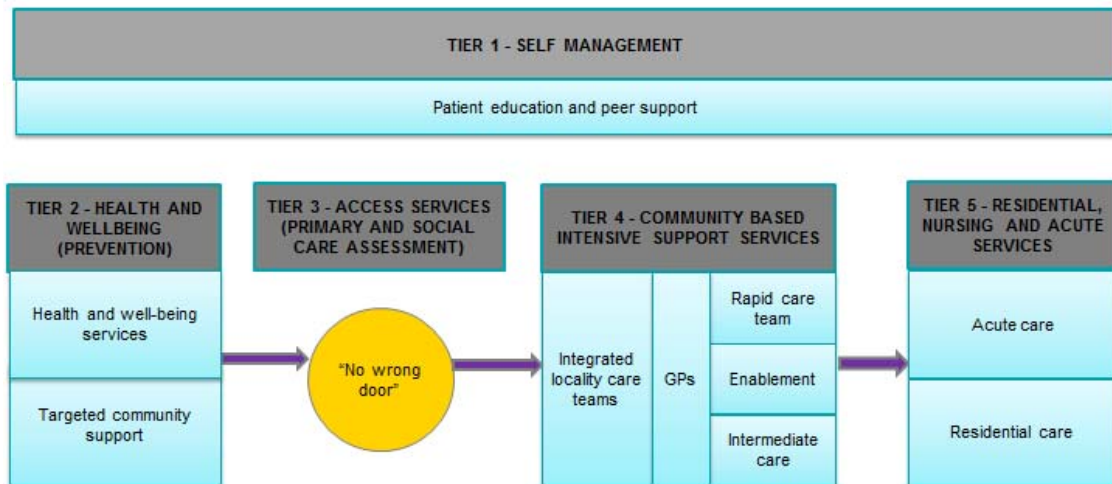 TIER 1 - SELF MANAGEMENT
Patient education and peer support
TIER 2 - HEALTH AND
WELLBEING
(PREVENTION)
Health and well-being
services
Targeted community
support
TIER 3 - ACCESS SERVICES
(PRIMARY AND SOCIAL
CARE ASSESSMENT)
“No wrong
door”
TIER 4 - COMMUNITY BASED
INTENSIVE SUPPORT SERVICES
Integrated
locality care
teams
GPs
Rapid care
team
Enablement
Intermediate
care
TIER 5 - RESIDENTIAL,
NURSING AND ACUTE
SERVICES
Acute care
Residential care